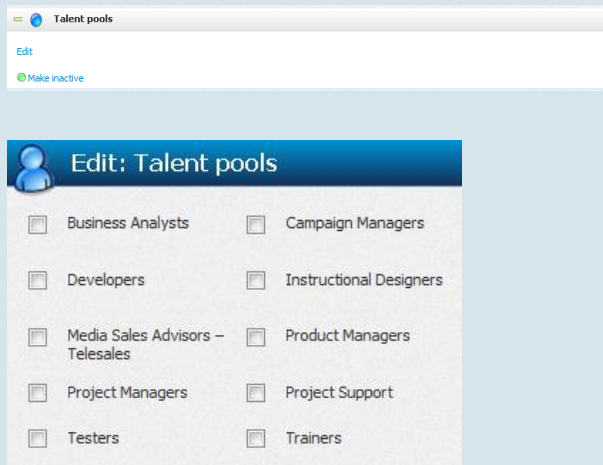 Talent pools
Edit
Make inactive
Edit: Talent pools
Business Analysts
Campaign Managers
Developers
Instructional Designers
Media Sales Advisors –
Telesales
Product Managers
Project Managers
Project Support
Testers
Trainers